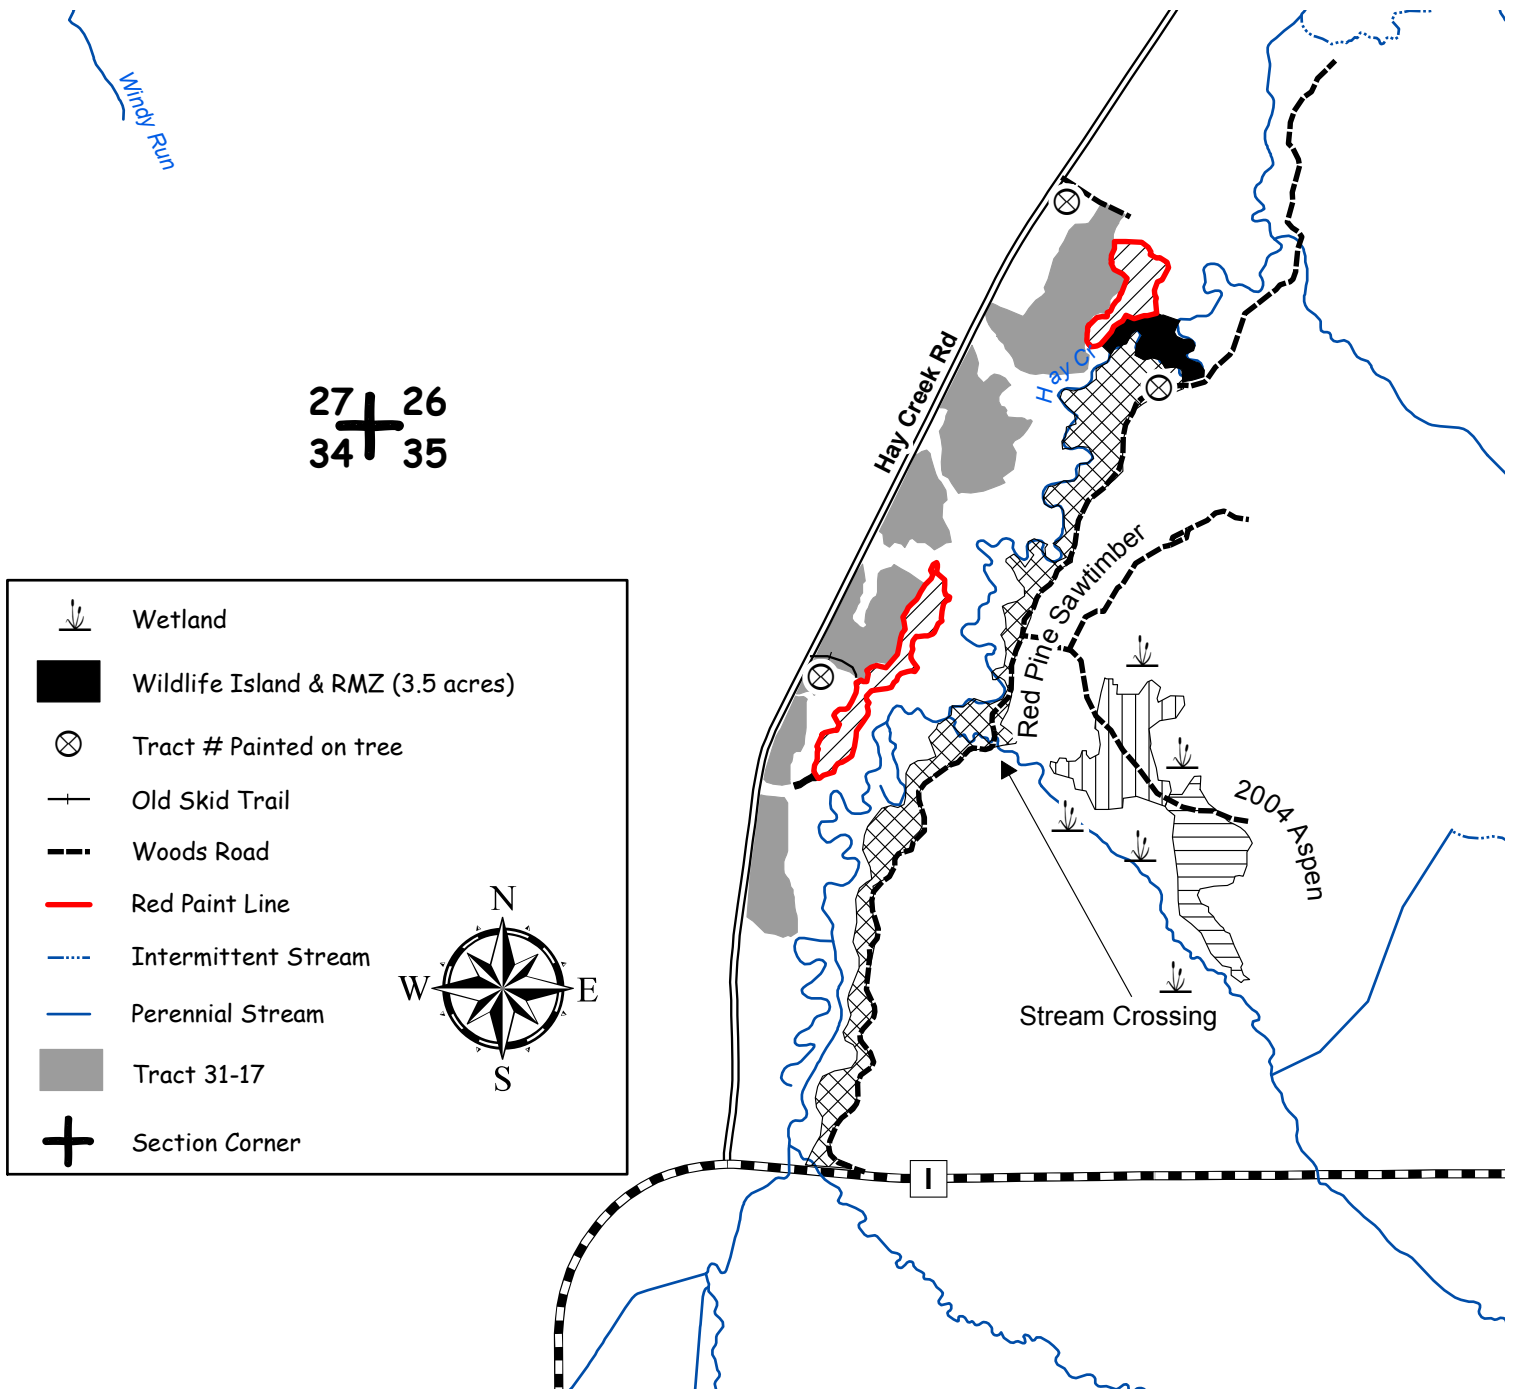 Windy Run
Hay Creek Rd
Hay Cr
27 26
34 35
Red Pine Sawtimber
2004 Aspen
Stream Crossing
Wetland
Wildlife Island & RMZ (3.5 acres)
Tract # Painted on tree
Old Skid Trail
Woods Road
Red Paint Line
Intermittent Stream
Perennial Stream
Tract 31-17
Section Corner
N
W E
S
I